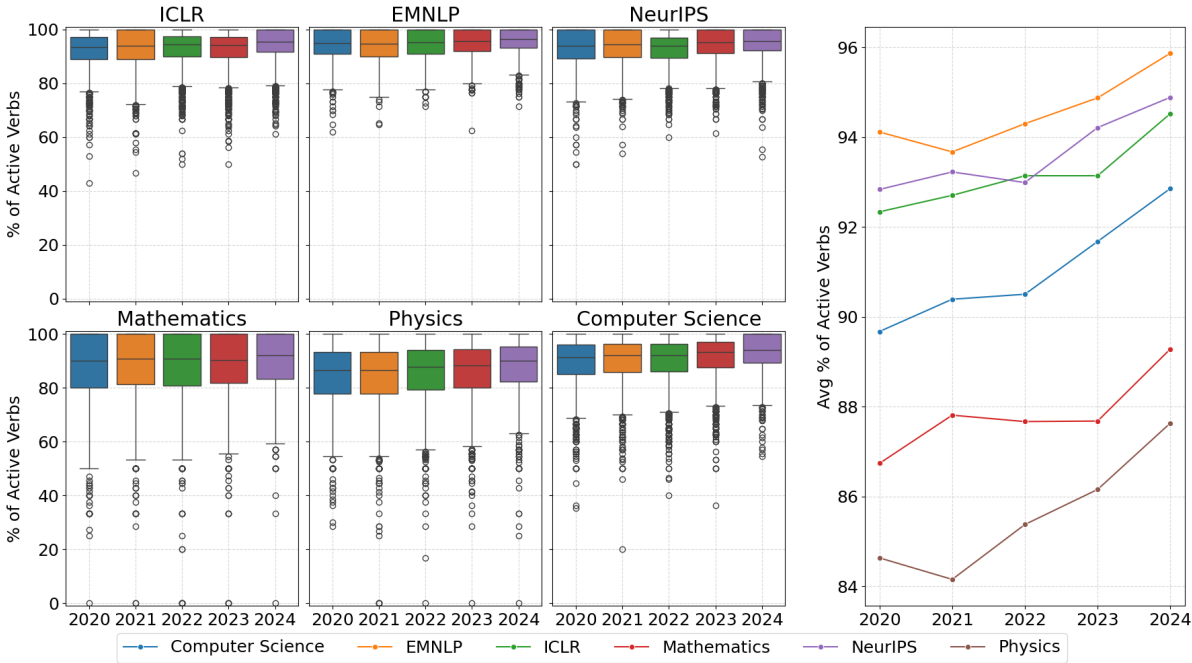 ICLR EMNLP NeurIPS
% of Active Verbs
100
80
60
40
20
0
Mathematics Physics Computer Science
% of Active Verbs
100
80
60
40
20
0
2020 2021 2022 2023 2024 2020 2021 2022 2023 2024 2020 2021 2022 2023 2024
Avg % of Active Verbs
96
94
92
90
88
86
84
2020 2021 2022 2023 2024
Computer Science EMNLP ICLR Mathematics NeurIPS Physics